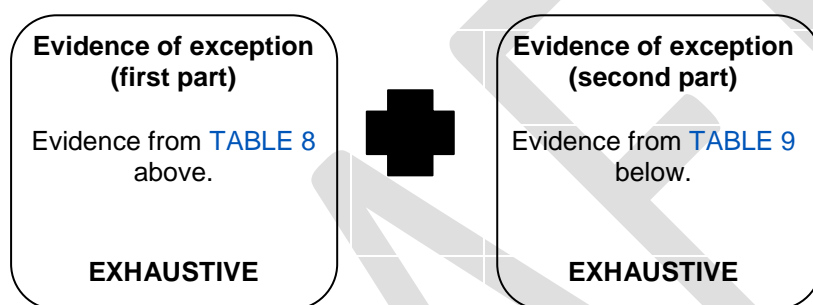 Evidence of exception
(first part)
Evidence from TABLE 8
above.
EXHAUSTIVE
Evidence of exception
(second part)
Evidence from TABLE 9
below.
EXHAUSTIVE